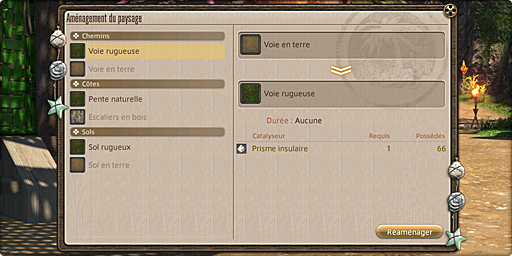 Aménagement du paysage
Chemins
Voie rugueuse
Voie en terre
Côtes
Pente naturelle
Escaliers en bois
Sols
Sol rugueux
Sol en terre
Voie en terre
Voie rugueuse
Durée : Aucune
Catalyseur Requis Possédés
Prisme insulaire 1 66
Réaménager